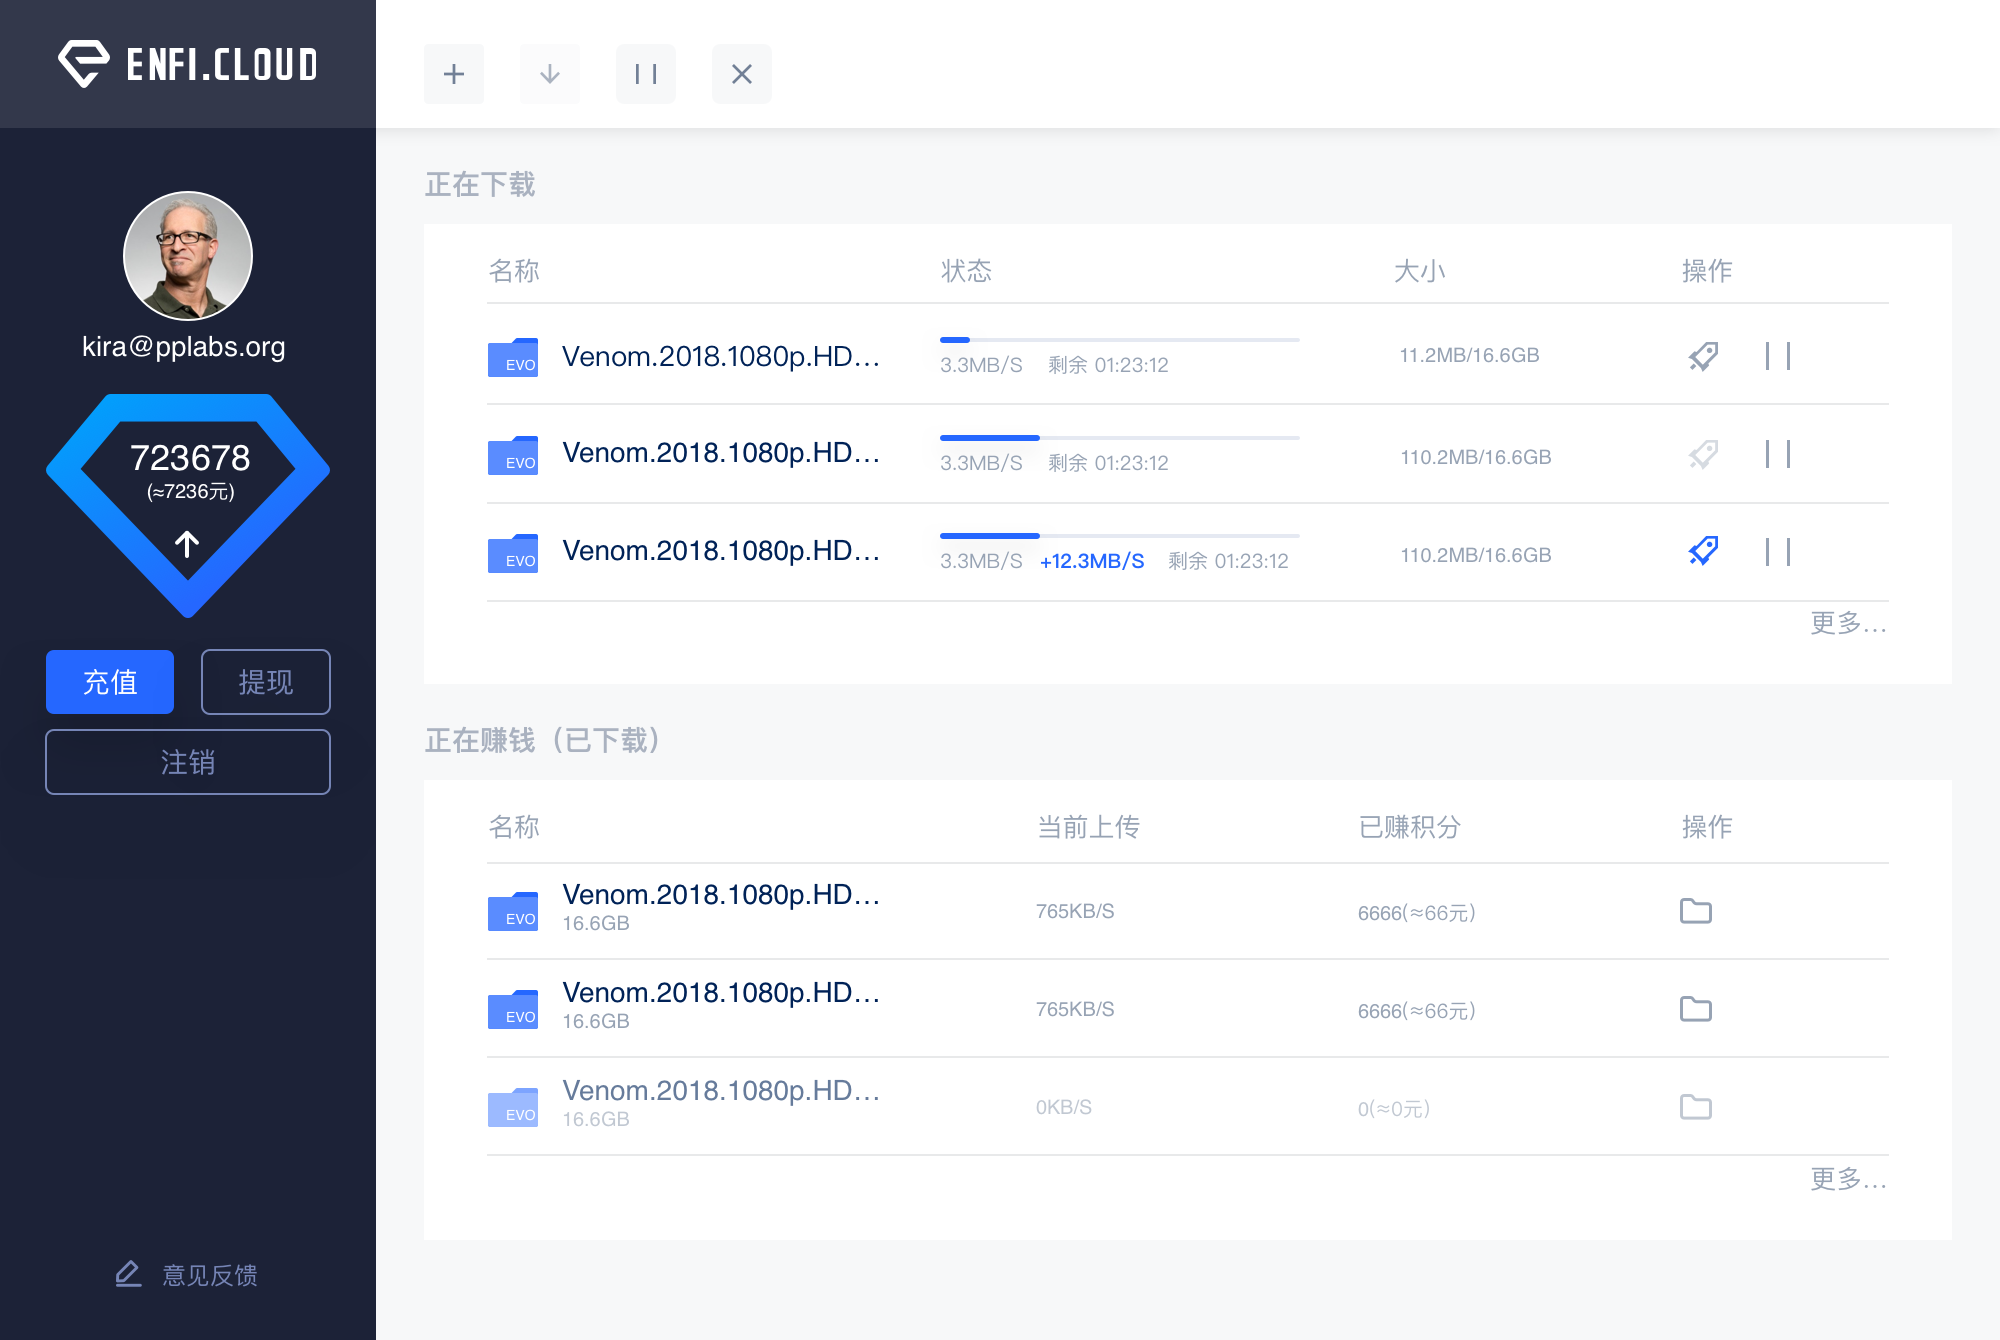 ENFI.CLOUD
kira@pplabs.org
723678
(≈7236元)
充值
提现
注销
意见反馈
正在下载
名称 状态 大小 操作
EVO Venom.2018.1080p.HD... 3.3MB/S 剩余 01:23:12 11.2MB/16.6GB
EVO Venom.2018.1080p.HD... 3.3MB/S 剩余 01:23:12 110.2MB/16.6GB
EVO Venom.2018.1080p.HD... 3.3MB/S +12.3MB/S 剩余 01:23:12 110.2MB/16.6GB
更多...
正在赚钱（已下载）
名称 当前上传 已赚积分 操作
EVO Venom.2018.1080p.HD... 765KB/S 6666(≈66元)
16.6GB
EVO Venom.2018.1080p.HD... 765KB/S 6666(≈66元)
16.6GB
EVO Venom.2018.1080p.HD... 0KB/S 0(≈0元)
16.6GB
更多...